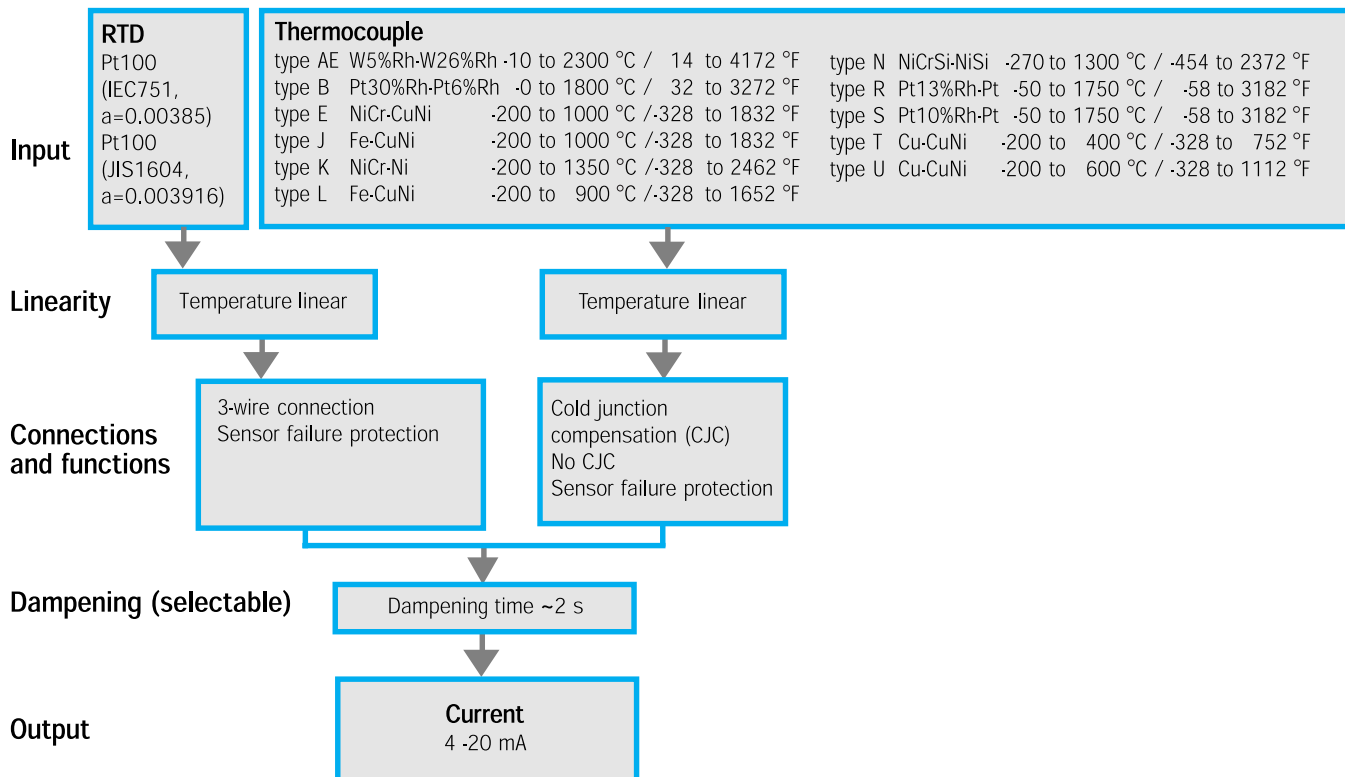 RTD
Pt100
(IEC751,
a=0.00385)
Pt100
(JIS1604,
a=0.003916)
Thermocouple
type AE W5%Rh-W26%Rh -10 to 2300 °C / 14 to 4172 °F
type B Pt30%Rh-Pt6%Rh -0 to 1800 °C / 32 to 3272 °F
type E NiCr-CuNi -200 to 1000 °C /-328 to 1832 °F
type J Fe-CuNi -200 to 1000 °C /-328 to 1832 °F
type K NiCr-Ni -200 to 1350 °C /-328 to 2462 °F
type L Fe-CuNi -200 to 900 °C /-328 to 1652 °F
type N NiCrSi-NiSi -270 to 1300 °C / -454 to 2372 °F
type R Pt13%Rh-Pt -50 to 1750 °C / -58 to 3182 °F
type S Pt10%Rh-Pt -50 to 1750 °C / -58 to 3182 °F
type T Cu-CuNi -200 to 400 °C / -328 to 752 °F
type U Cu-CuNi -200 to 600 °C / -328 to 1112 °F
Input
Linearity
Temperature linear
Temperature linear
Connections
and functions
3-wire connection
Sensor failure protection
Cold junction
compensation (CJC)
No CJC
Sensor failure protection
Dampening (selectable)
Dampening time ~2 s
Output
Current
4 -20 mA